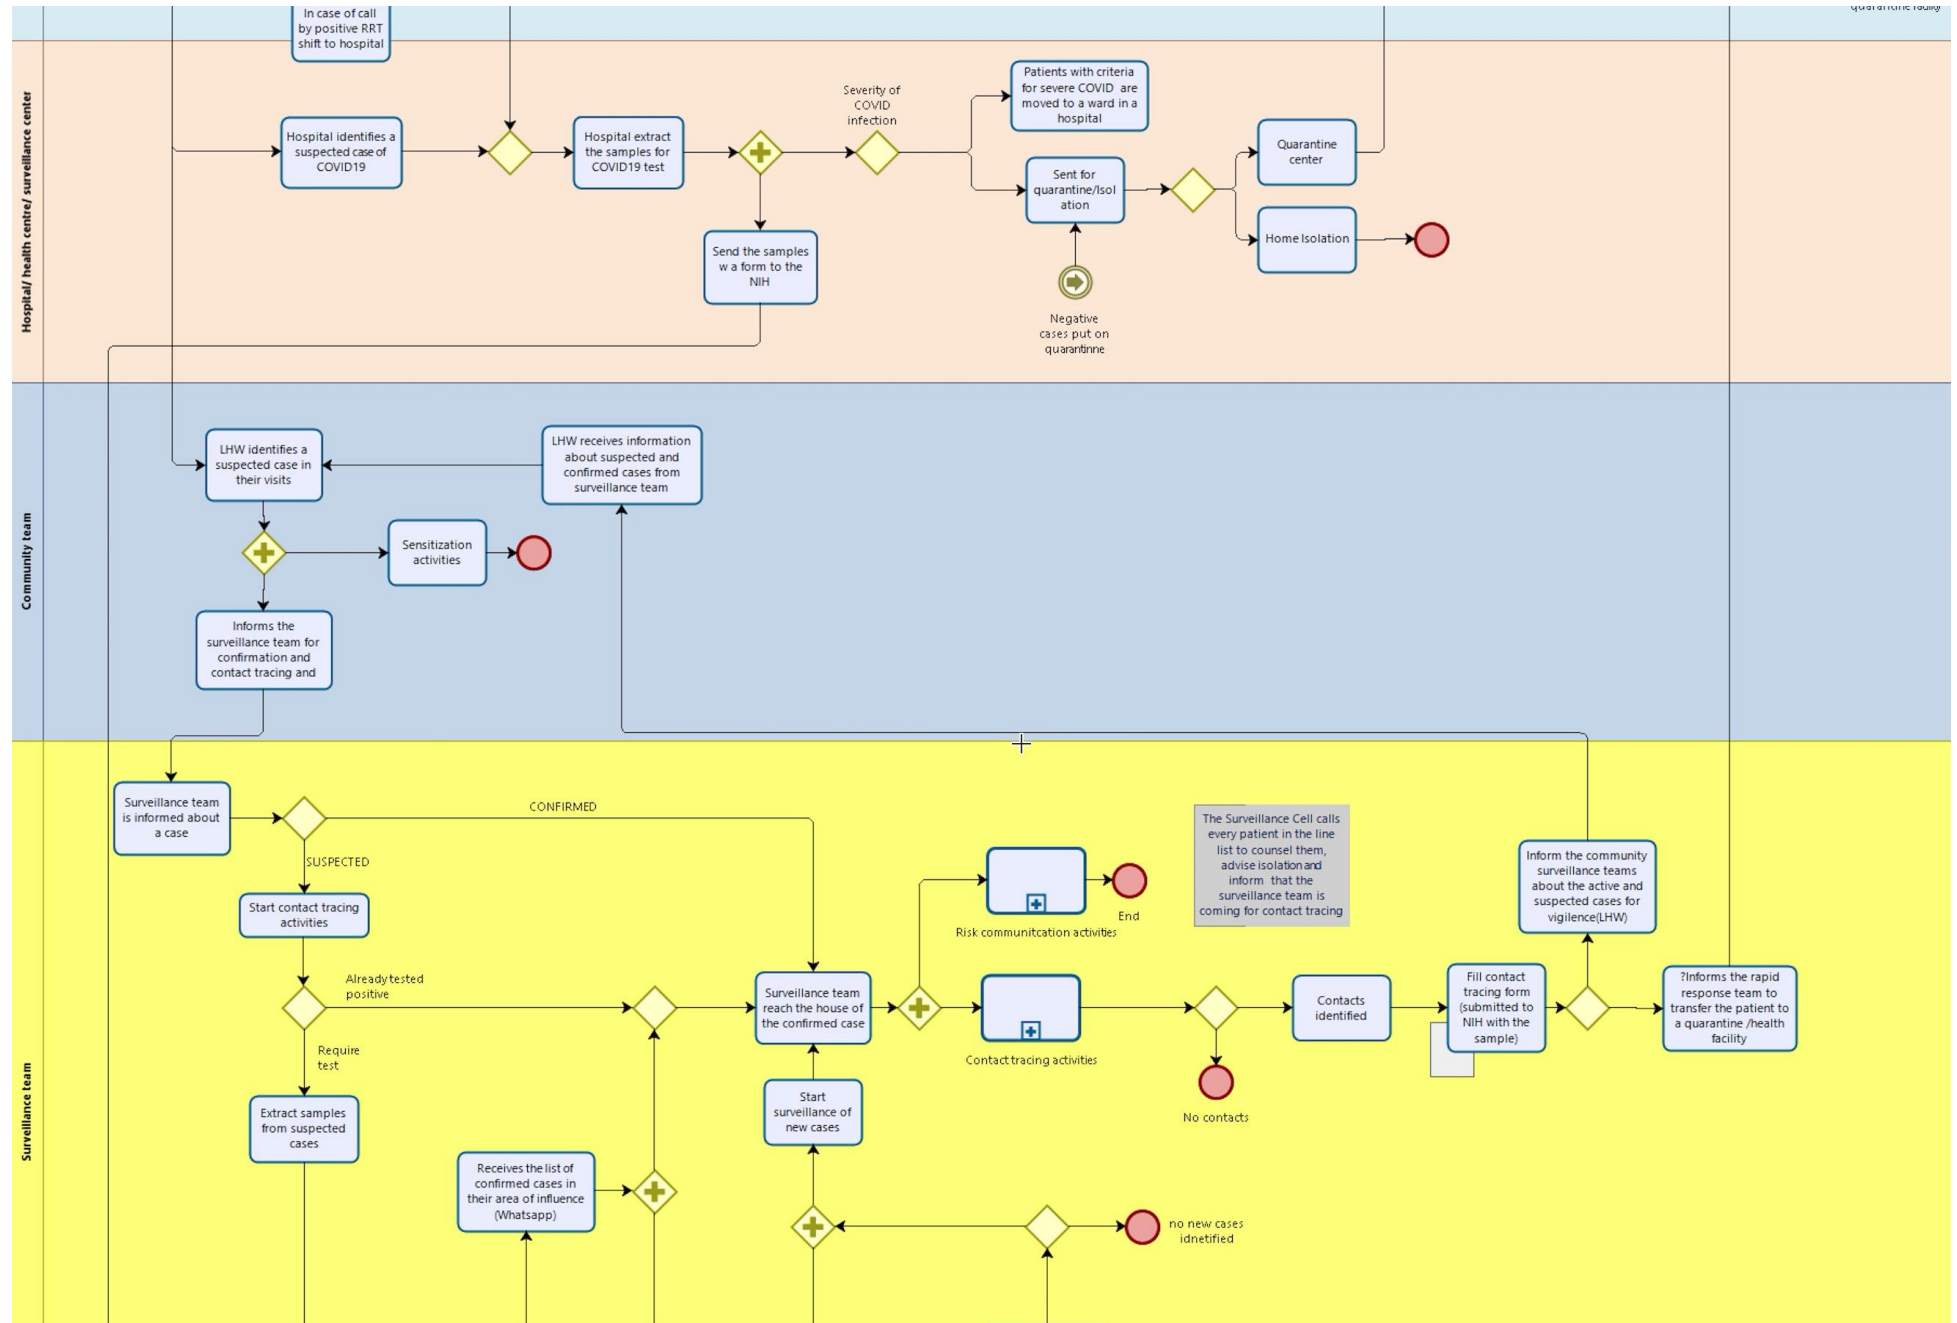 In case of call
by positive RRT
shift to hospital
quarantine facility
Hospital/ health centre/ surveillance center
Hospital identifies a
suspected case of
COVID19
Hospital extract
the samples for
COVID19 test
Severity of
COVID
infection
Patients with criteria
for severe COVID are
moved to a ward in a
hospital
Sent for
quarantine/Isol
ation
Quarantine
center
Home Isolation
Send the samples
w a form to the
NIH
Negative
cases put on
quarantinne
Community team
LHW identifies a
suspected case in
their visits
LHW receives information
about suspected and
confirmed cases from
surveillance team
Sensitization
activities
Informs the
surveillance team for
confirmation and
contact tracing and
Surveillance team
Surveillance team
is informed about
a case
CONFIRMED
SUSPECTED
Start contact tracing
activities
Already tested
positive
Require
test
Extract samples
from suspected
cases
Receives the list of
confirmed cases in
their area of influence
(Whatsapp)
Surveillance team
reach the house of
the confirmed case
Start
surveillance of
new cases
End
Risk communitcation activities
Contact tracing activities
The Surveillance Cell calls
every patient in the line
list to counsel them,
advise isolation and
inform that the
surveillance team is
coming for contact tracing
No contacts
Contacts
identified
Fill contact
tracing form
(submitted to
NIH with the
sample)
Inform the community
surveillance teams
about the active and
suspected cases for
vigilence(LHW)
?Informs the rapid
response team to
transfer the patient to
a quarantine /health
facility
no new cases
idnetified